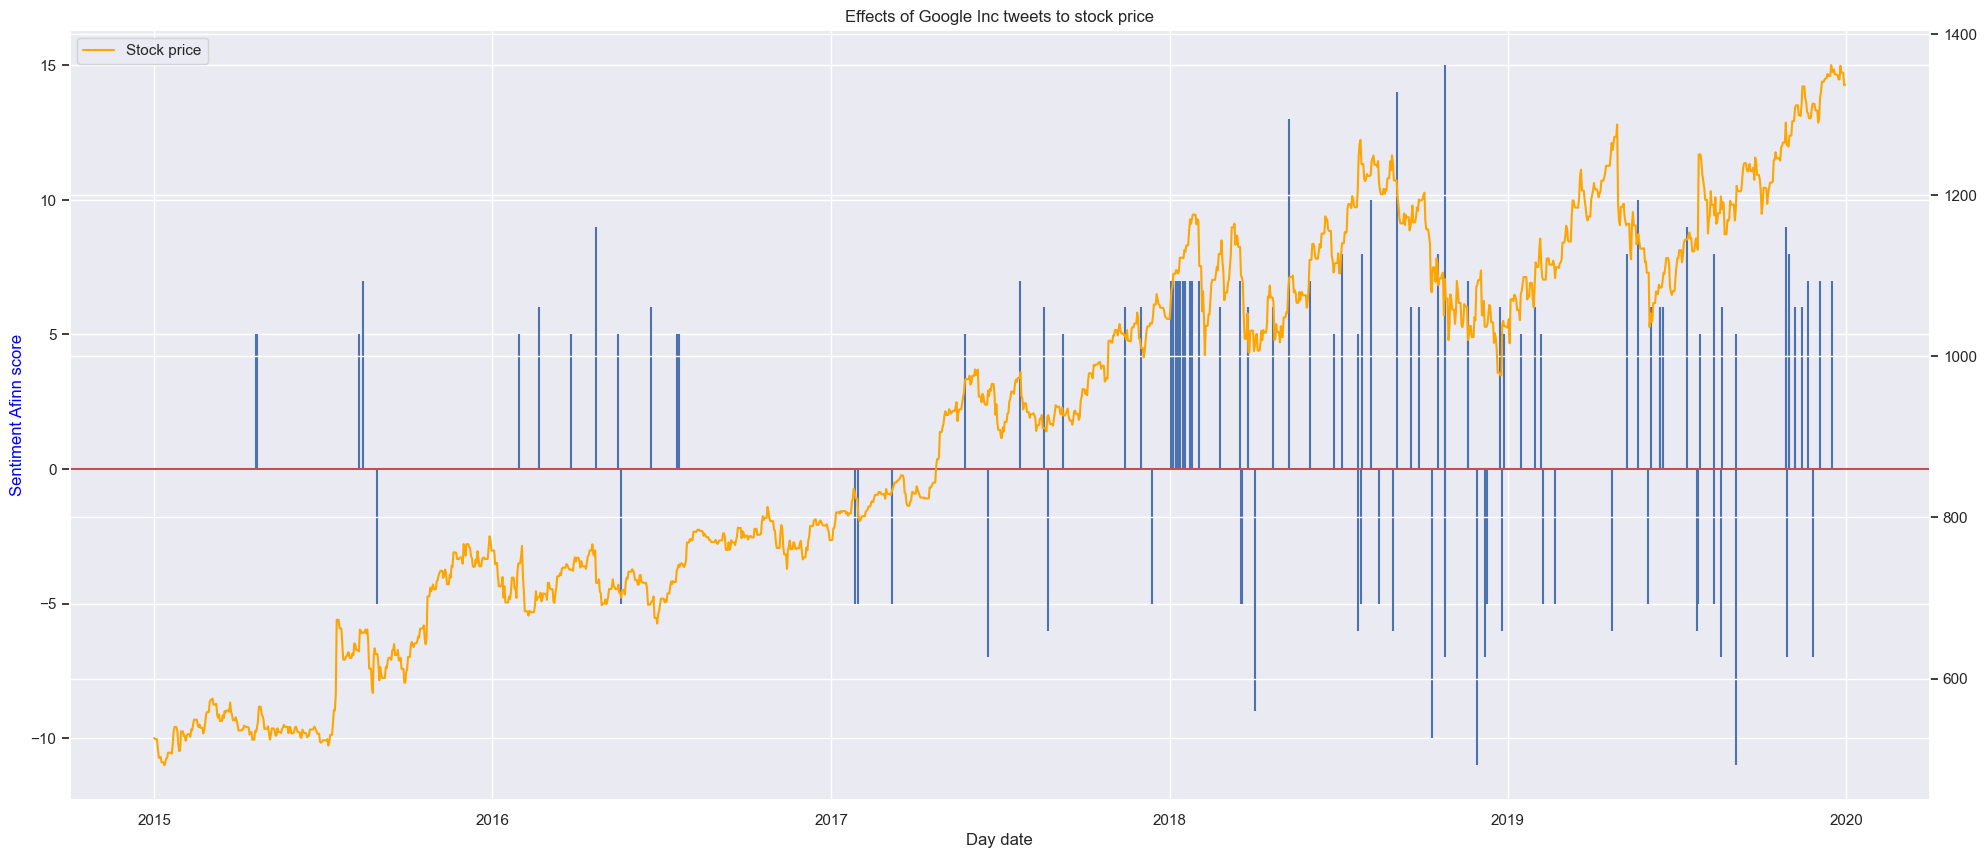 Effects of Google Inc tweets to stock price
Stock price
Sentiment Afinn score
15
10
5
0
−5
−10
1400
1200
1000
800
600
2015 2016 2017 2018 2019 2020
Day date